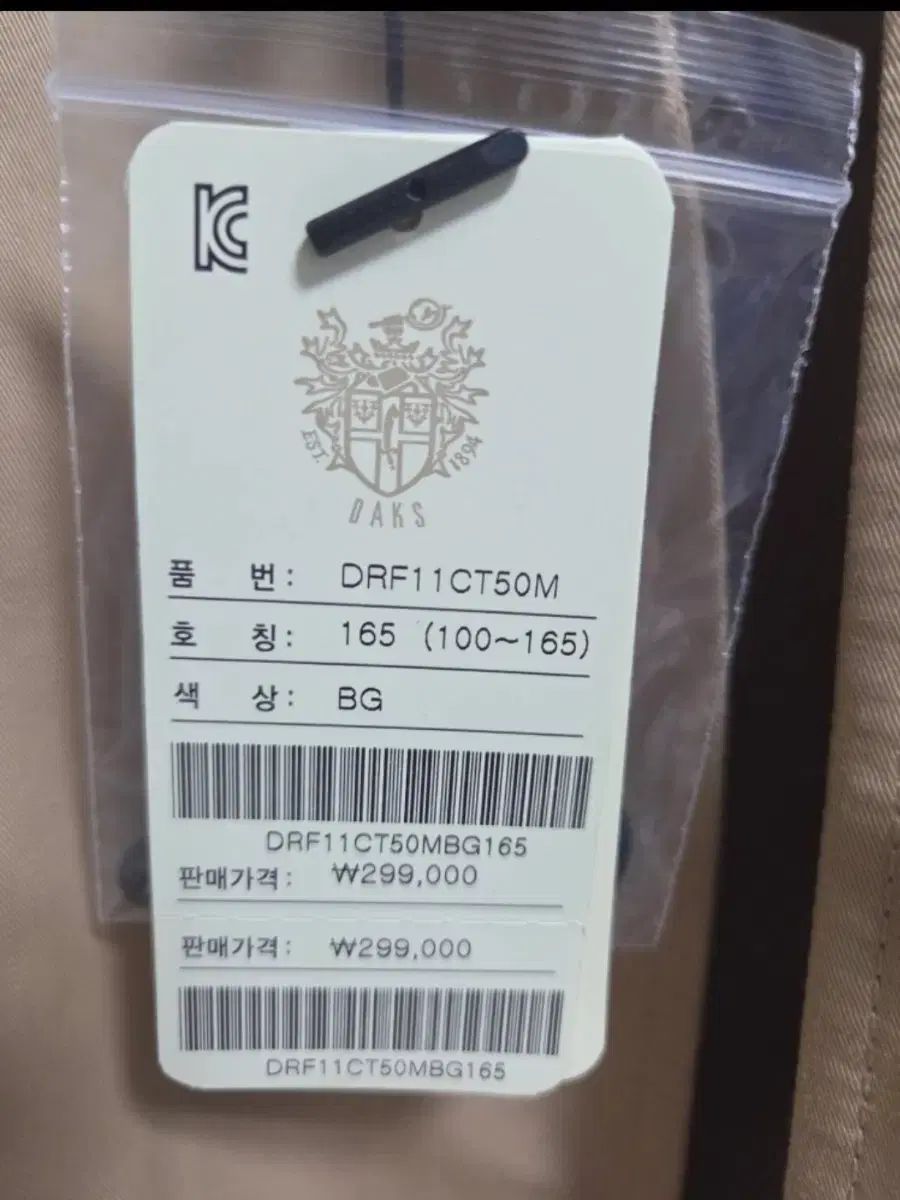 KC
EST. 1894
DAKS
품 번: DRF11CT50M
호 칭: 165 (100~165)
색 상: BG
DRF11CT50MBG165
판매가격: ₩299,000
판매가격: ₩299,000
DRF11CT50MBG165